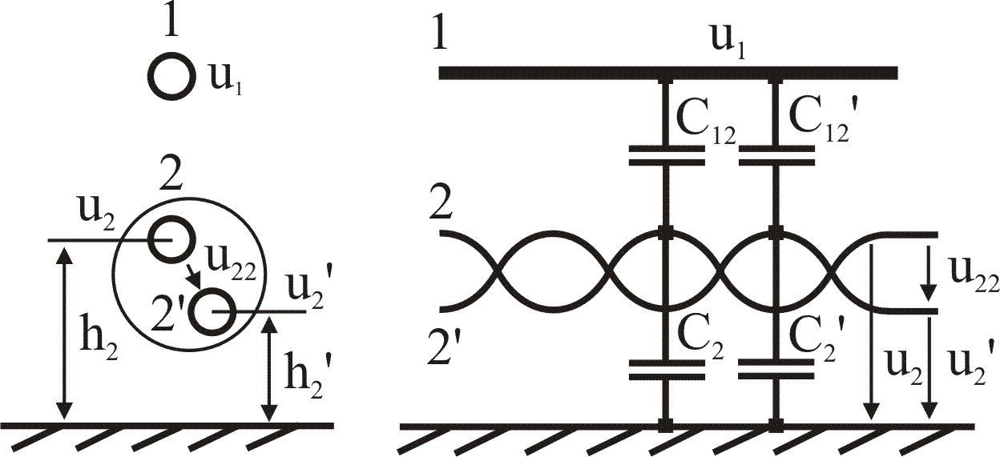 1
u₁
2
u₂
u₂₂
u₂'
2'
h₂
h₂'
1
u₁
C₁₂
C₁₂'
2
u₂₂
2'
C₂
C₂'
u₂
u₂'